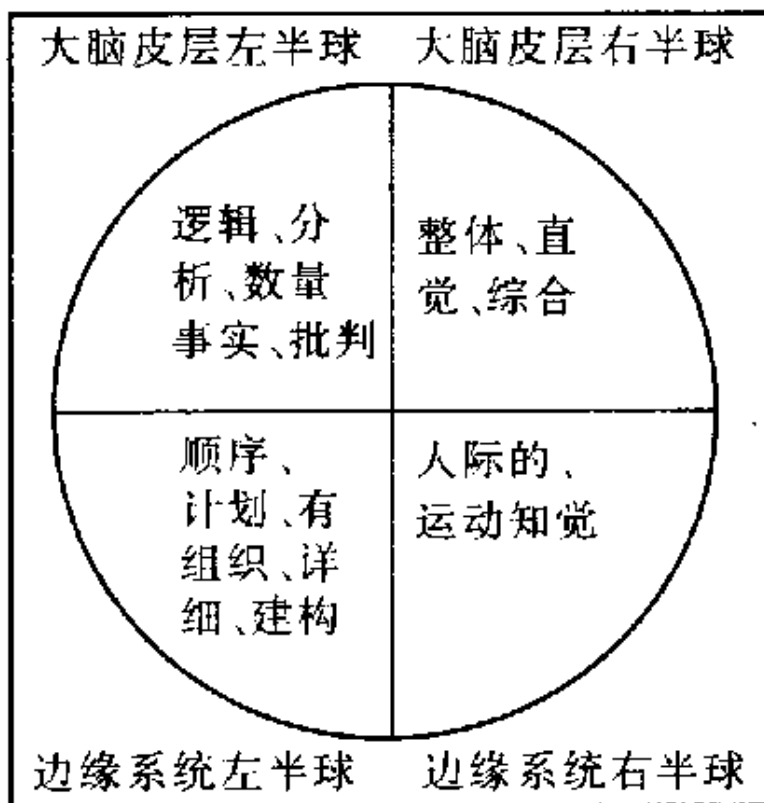 大脑皮层左半球
大脑皮层右半球
逻辑、分
析、数量
事实、批判
整体、直
觉、综合
顺序、
计划、有
组织、详
细、建构
人际的、
运动知觉
边缘系统左半球
边缘系统右半球